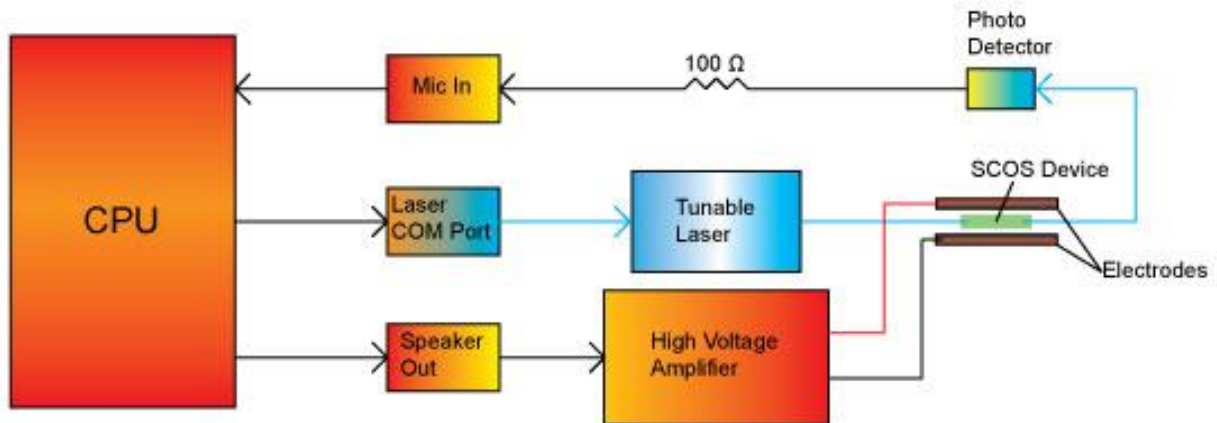 Photo
Detector
100 Ω
Mic In
SCOS Device
CPU
Laser
COM Port
Tunable
Laser
Electrodes
Speaker
Out
High Voltage
Amplifier